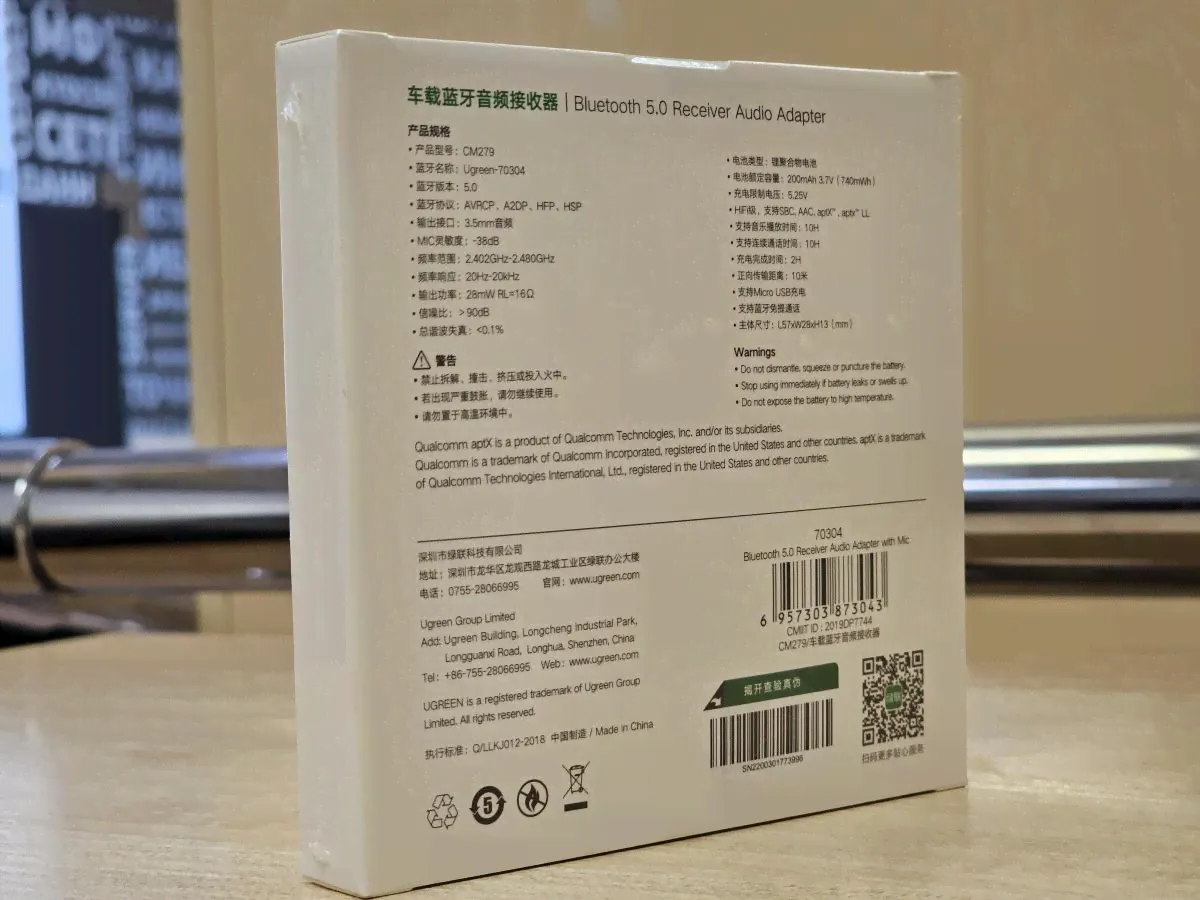 车载蓝牙音频接收器 | Bluetooth 5.0 Receiver Audio Adapter
产品规格
• 产品型号：CM279
• 蓝牙名称：Ugreen-70304
• 蓝牙版本：5.0
• 蓝牙协议：AVRCP、A2DP、HFP、HSP
• 输出接口：3.5mm音频
• MIC灵敏度：-38dB
• 频率范围：2.402GHz-2.480GHz
• 频率响应：20Hz-20kHz
• 输出功率：28mW RL=16Ω
• 信噪比：＞90dB
• 总谐波失真：<0.1%
• 电池类型：锂聚合物电池
• 电池额定容量：200mAh 3.7V（740mWh）
• 充电限制电压：5.25V
• HiFi级，支持SBC, AAC, aptX™, aptx™ LL
• 支持音乐播放时间：10H
• 支持连续通话时间：10H
• 充电完成时间：2H
• 正向传输距离：10米
• 支持Micro USB充电
• 支持蓝牙免提通话
• 主体尺寸：L57xW28xH13（mm）
警告
• 禁止拆解、撞击、挤压或投入火中。
• 若出现严重鼓胀，请勿继续使用。
• 请勿置于高温环境中。
Warnings
• Do not dismantle, squeeze or puncture the battery.
• Stop using immediately if battery leaks or swells up.
• Do not expose the battery to high temperature.
Qualcomm aptX is a product of Qualcomm Technologies, Inc. and/or its subsidiaries.
Qualcomm is a trademark of Qualcomm Incorporated, registered in the United States and other countries, aptX is a trademark
of Qualcomm Technologies International, Ltd., registered in the United States and other countries.
深圳市绿联科技有限公司
地址：深圳市龙华区龙观西路龙城工业区绿联办公大楼
电话：0755-28066995 官网：www.ugreen.com
Ugreen Group Limited
Add: Ugreen Building, Longcheng Industrial Park,
Longguanxi Road, Longhua, Shenzhen, China
Tel: +86-755-28066995 Web: www.ugreen.com
UGREEN is a registered trademark of Ugreen Group
Limited. All rights reserved.
执行标准：Q/LLKJ012-2018 中国制造 / Made in China
5
70304
Bluetooth 5.0 Receiver Audio Adapter with Mic
6 957303 873043
CMIIT ID : 2019DP7744
CM279/车载蓝牙音频接收器
揭开查验真伪
SN2200301773996
扫码更多贴心服务